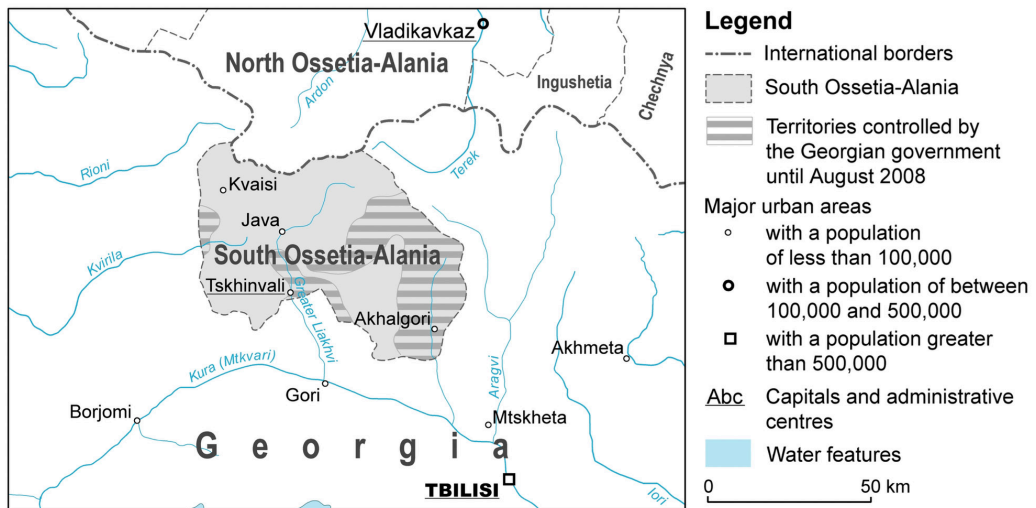 Vladikavkaz
North Ossetia-Alania
Ardon
Ingushetia
Chechnya
Rioni
Terek
Kvaisi
Java
Kvirila
South Ossetia-Alania
Tskhinvali
Greater Liakhvi
Akhalgori
Aragvi
Akhmeta
Kura (Mtkvari)
Gori
Borjomi
Mtskheta
Georgia
TBILISI
Iori
Legend
International borders
South Ossetia-Alania
Territories controlled by
the Georgian government
until August 2008
Major urban areas
with a population
of less than 100,000
with a population of between
100,000 and 500,000
with a population greater
than 500,000
Abc Capitals and administrative
centres
Water features
0 50 km